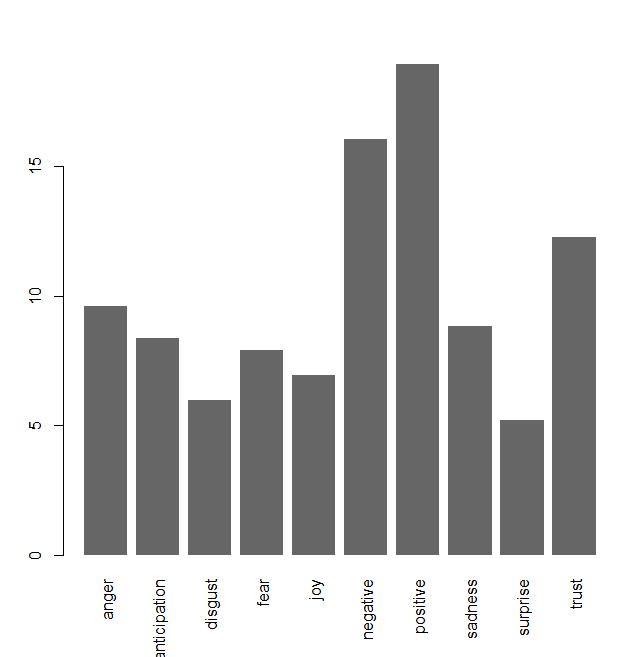 15
10
5
0
anger
anticipation
disgust
fear
joy
negative
positive
sadness
surprise
trust